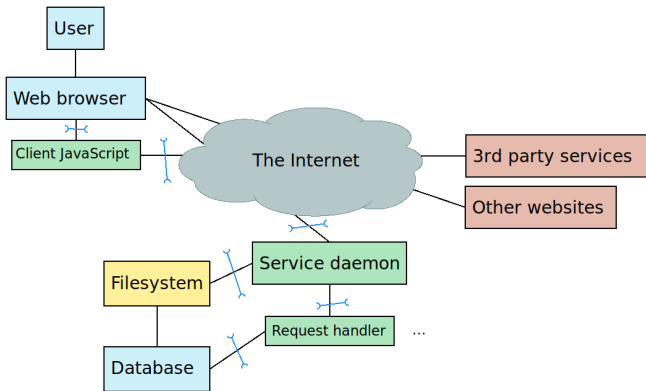 User
Web browser
Client JavaScript
The Internet
3rd party services
Other websites
Service daemon
Filesystem
Request handler
...
Database